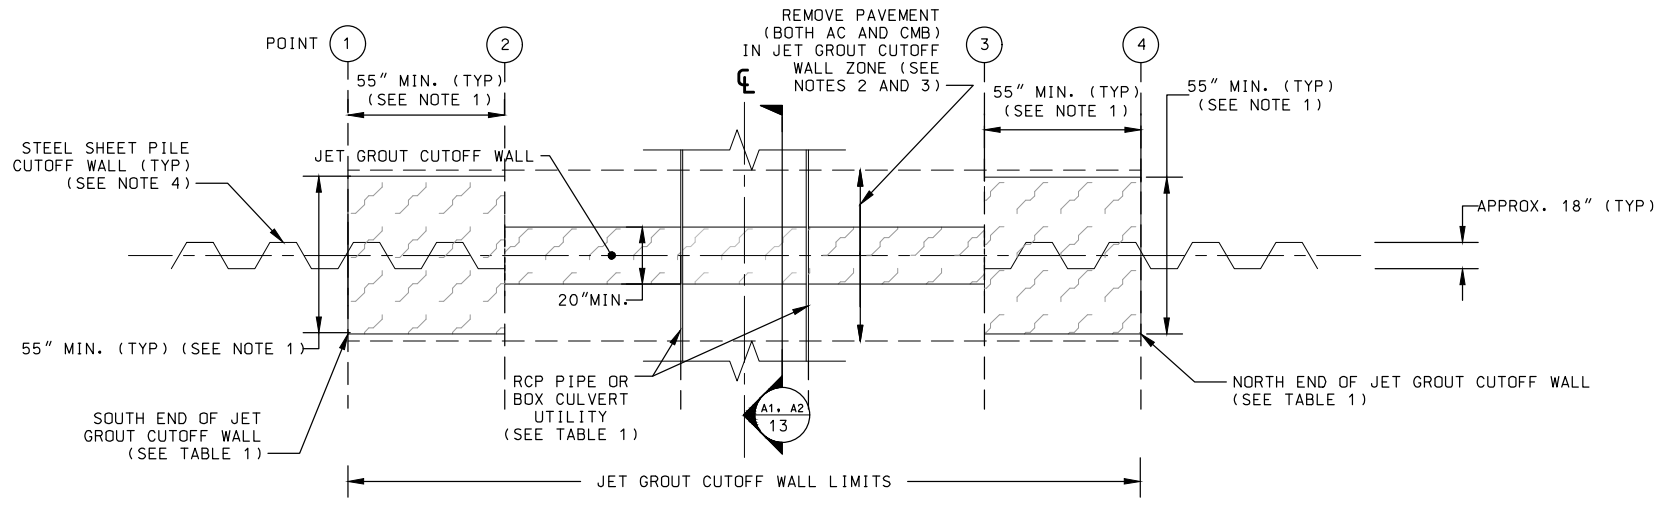 REMOVE PAVEMENT
(BOTH AC AND CMB)
IN JET GROUT CUTOFF
WALL ZONE (SEE
NOTES 2 AND 3)
POINT 1
2
3
4
55" MIN. (TYP)
(SEE NOTE 1)
℄
55" MIN. (TYP)
(SEE NOTE 1)
55" MIN. (TYP)
(SEE NOTE 1)
STEEL SHEET PILE
CUTOFF WALL (TYP)
(SEE NOTE 4)
JET GROUT CUTOFF WALL
APPROX. 18" (TYP)
20"MIN.
55" MIN. (TYP) (SEE NOTE 1)
RCP PIPE OR
BOX CULVERT
UTILITY
(SEE TABLE 1)
A1, A2
13
NORTH END OF JET GROUT CUTOFF WALL
(SEE TABLE 1)
SOUTH END OF JET
GROUT CUTOFF WALL
(SEE TABLE 1)
JET GROUT CUTOFF WALL LIMITS